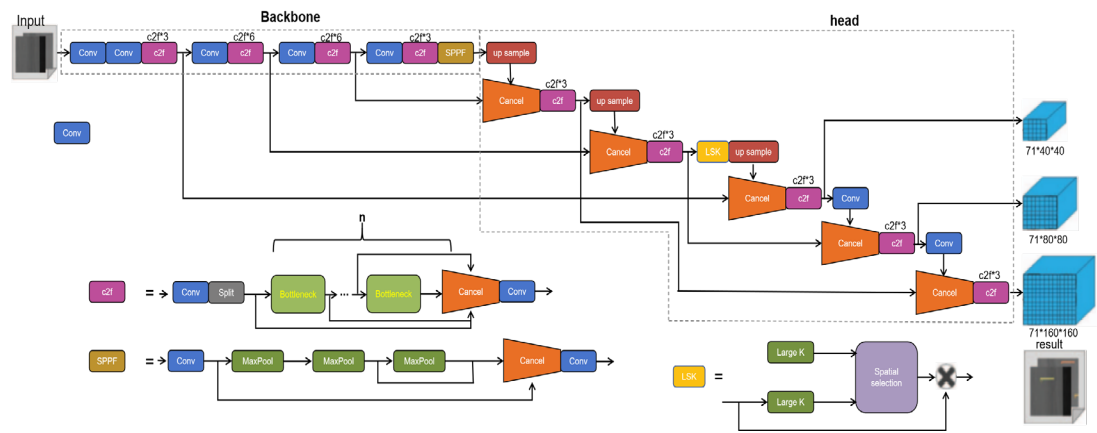 Input
Backbone
head
c2f*3
c2f*6
c2f*6
c2f*3
Conv
Conv
c2f
Conv
c2f
Conv
c2f
Conv
c2f
SPPF
up sample
c2f*3
Cancel
c2f
up sample
Conv
c2f*3
Cancel
c2f
LSK
up sample
71*40*40
c2f*3
Cancel
c2f
Conv
n
c2f*3
Cancel
c2f
Conv
71*80*80
c2f*3
Cancel
c2f
c2f
=
Conv
Split
Bottleneck
...
Bottleneck
Cancel
Conv
71*160*160
result
SPPF
=
Conv
MaxPool
MaxPool
MaxPool
Cancel
Conv
Large K
Spatial
selection
LSK
=
Large K